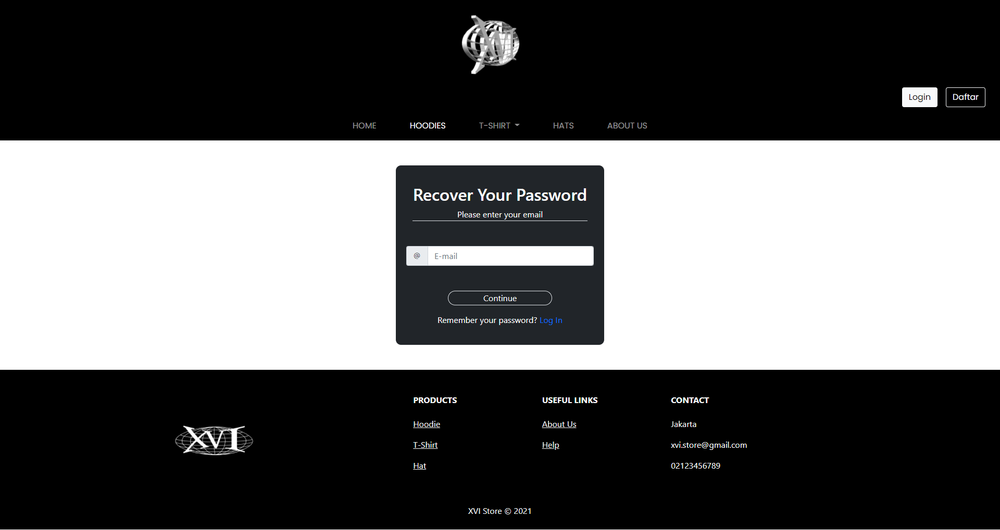 XVI
Login
Daftar
HOME
HOODIES
T-SHIRT
HATS
ABOUT US
Recover Your Password
Please enter your email
@
E-mail
Continue
Remember your password? Log In
XVI
PRODUCTS
Hoodie
T-Shirt
Hat
USEFUL LINKS
About Us
Help
CONTACT
Jakarta
xvi.store@gmail.com
02123456789
XVI Store © 2021